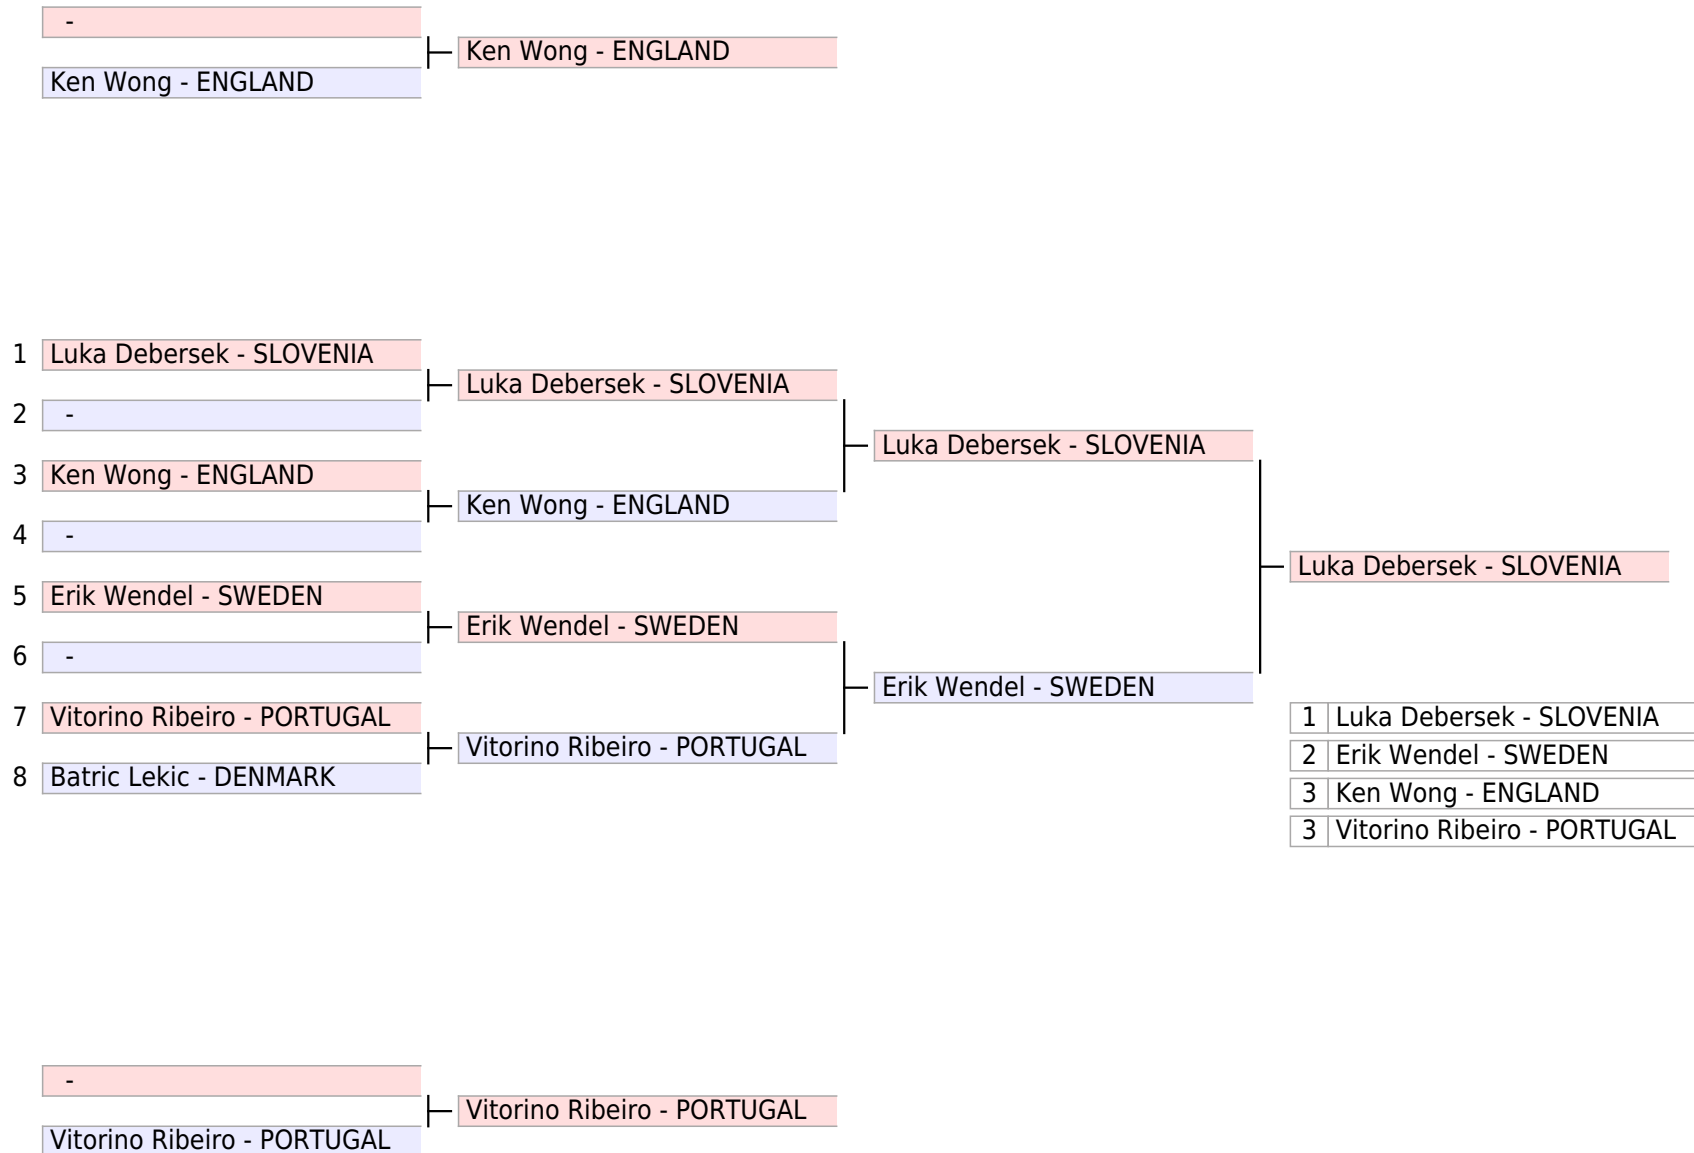 -
Ken Wong - ENGLAND
Ken Wong - ENGLAND
1 Luka Debersek - SLOVENIA
Luka Debersek - SLOVENIA
2 -
Luka Debersek - SLOVENIA
3 Ken Wong - ENGLAND
Ken Wong - ENGLAND
4 -
Luka Debersek - SLOVENIA
5 Erik Wendel - SWEDEN
Erik Wendel - SWEDEN
6 -
Erik Wendel - SWEDEN
7 Vitorino Ribeiro - PORTUGAL
Vitorino Ribeiro - PORTUGAL
8 Batric Lekic - DENMARK
1 Luka Debersek - SLOVENIA
2 Erik Wendel - SWEDEN
3 Ken Wong - ENGLAND
3 Vitorino Ribeiro - PORTUGAL
-
Vitorino Ribeiro - PORTUGAL
Vitorino Ribeiro - PORTUGAL